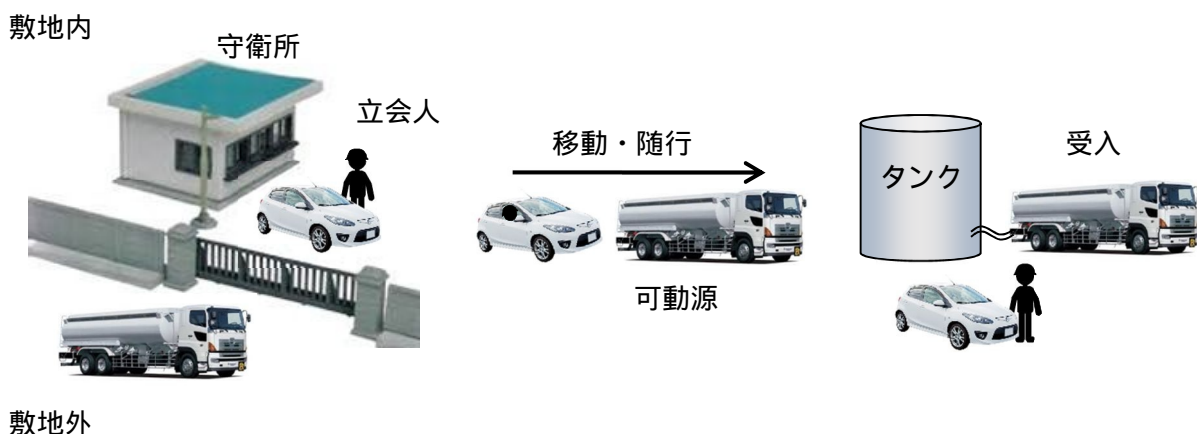 敷地内
守衛所
立会人
移動・随行
可動源
タンク
受入
敷地外